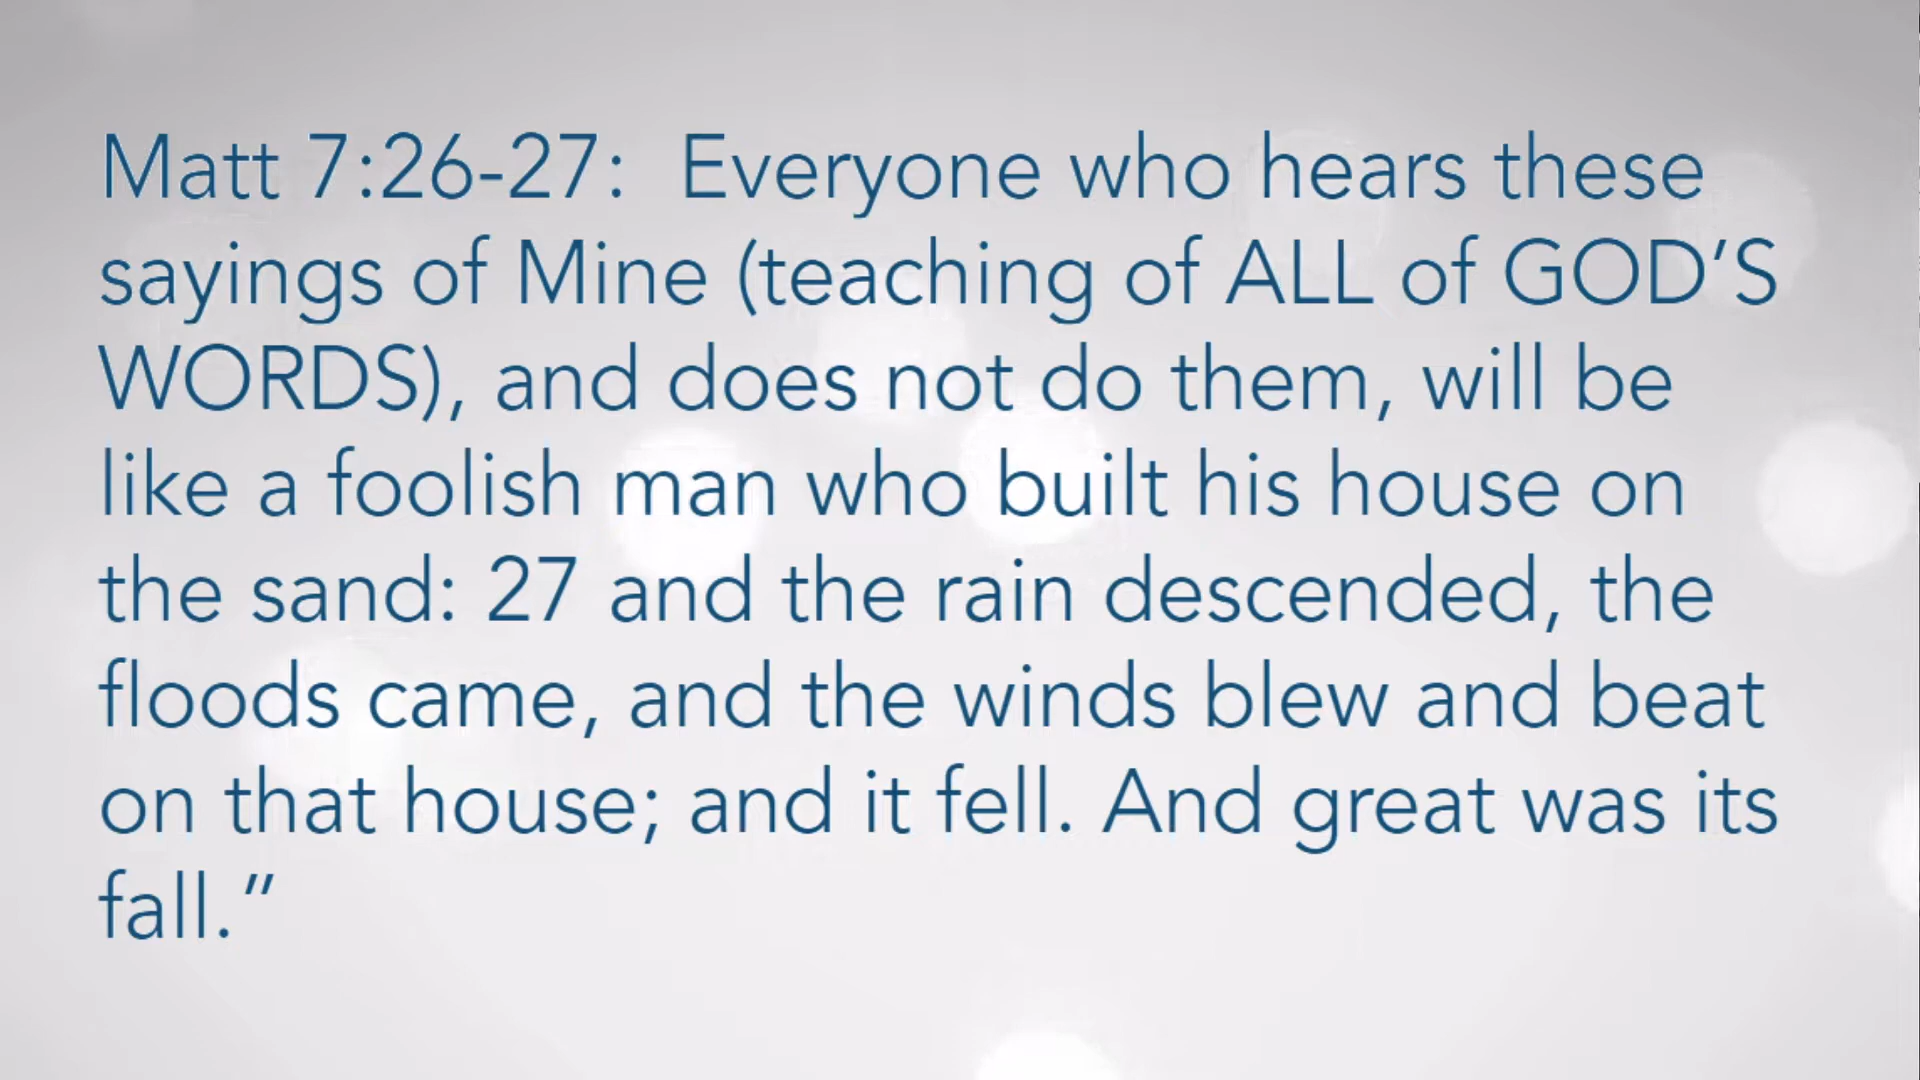 Matt 7:26-27:  Everyone who hears these
sayings of Mine (teaching of ALL of GOD’S
WORDS), and does not do them, will be
like a foolish man who built his house on
the sand: 27 and the rain descended, the
floods came, and the winds blew and beat
on that house; and it fell. And great was its
fall.”